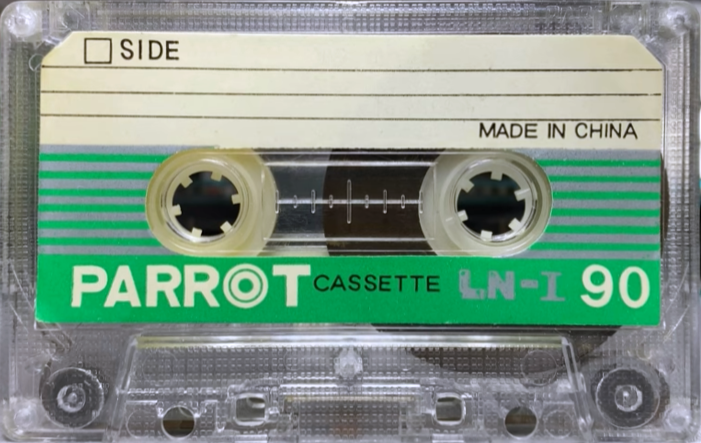 SIDE
MADE IN CHINA
PARROT CASSETTE LN-I 90